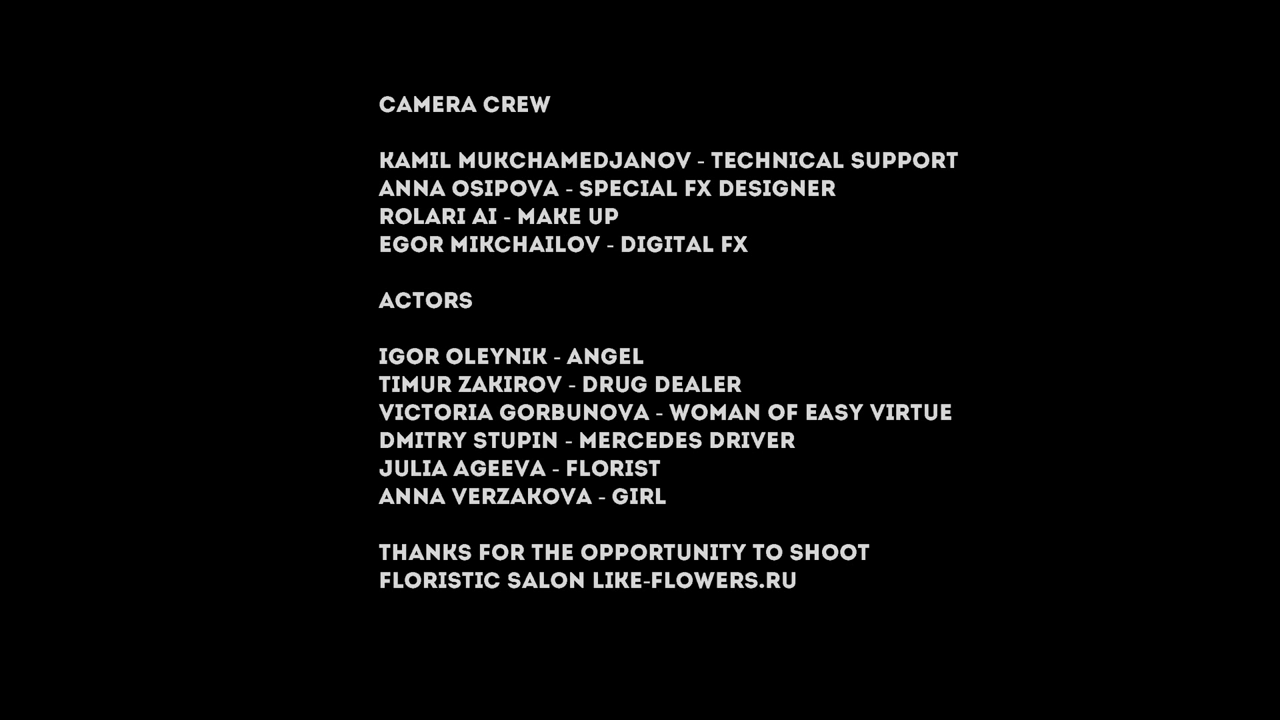 CAMERA CREW
KAMIL MUKCHAMEDJANOV - TECHNICAL SUPPORT
ANNA OSIPOVA - SPECIAL FX DESIGNER
ROLARI AI - MAKE UP
EGOR MIKCHAILOV - DIGITAL FX
ACTORS
IGOR OLEYNIK - ANGEL
TIMUR ZAKIROV - DRUG DEALER
VICTORIA GORBUNOVA - WOMAN OF EASY VIRTUE
DMITRY STUPIN - MERCEDES DRIVER
JULIA AGEEVA - FLORIST
ANNA VERZAKOVA - GIRL
THANKS FOR THE OPPORTUNITY TO SHOOT
FLORISTIC SALON LIKE-FLOWERS.RU